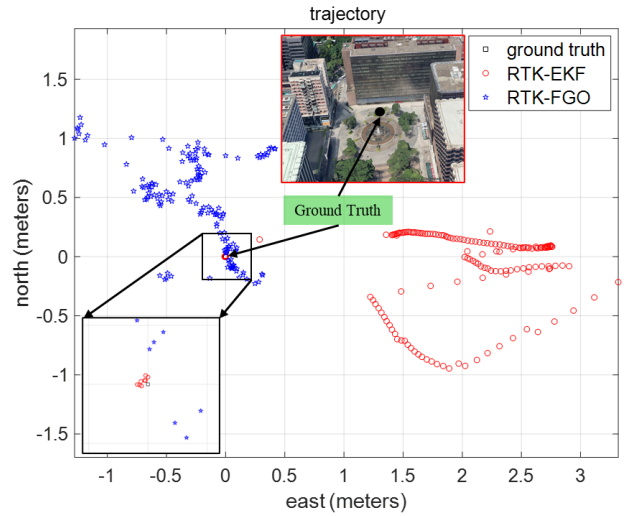 trajectory
ground truth
RTK-EKF
RTK-FGO
Ground Truth
1.5
1
0.5
0
-0.5
-1
-1.5
north (meters)
-1 -0.5 0 0.5 1 1.5 2 2.5 3
east (meters)